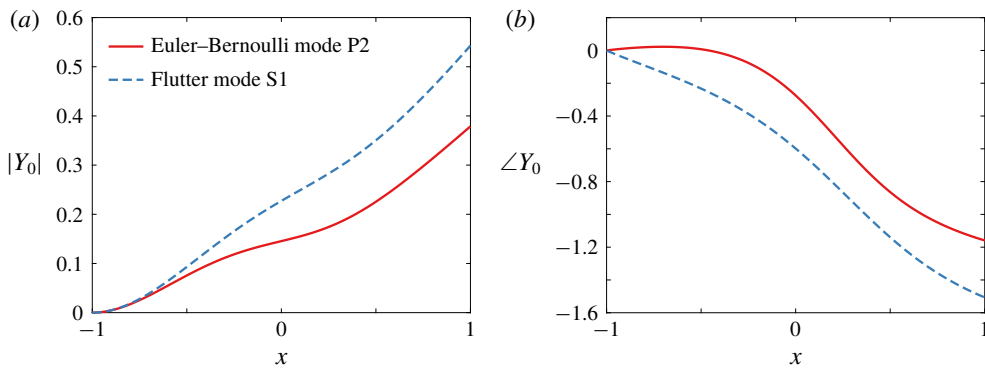 (a)
0.6
0.5
0.4
|Y₀|
0.3
0.2
0.1
0
−1
0
1
x
Euler–Bernoulli mode P2
Flutter mode S1
(b)
0
−0.4
∠Y₀
−0.8
−1.2
−1.6
−1
0
1
x